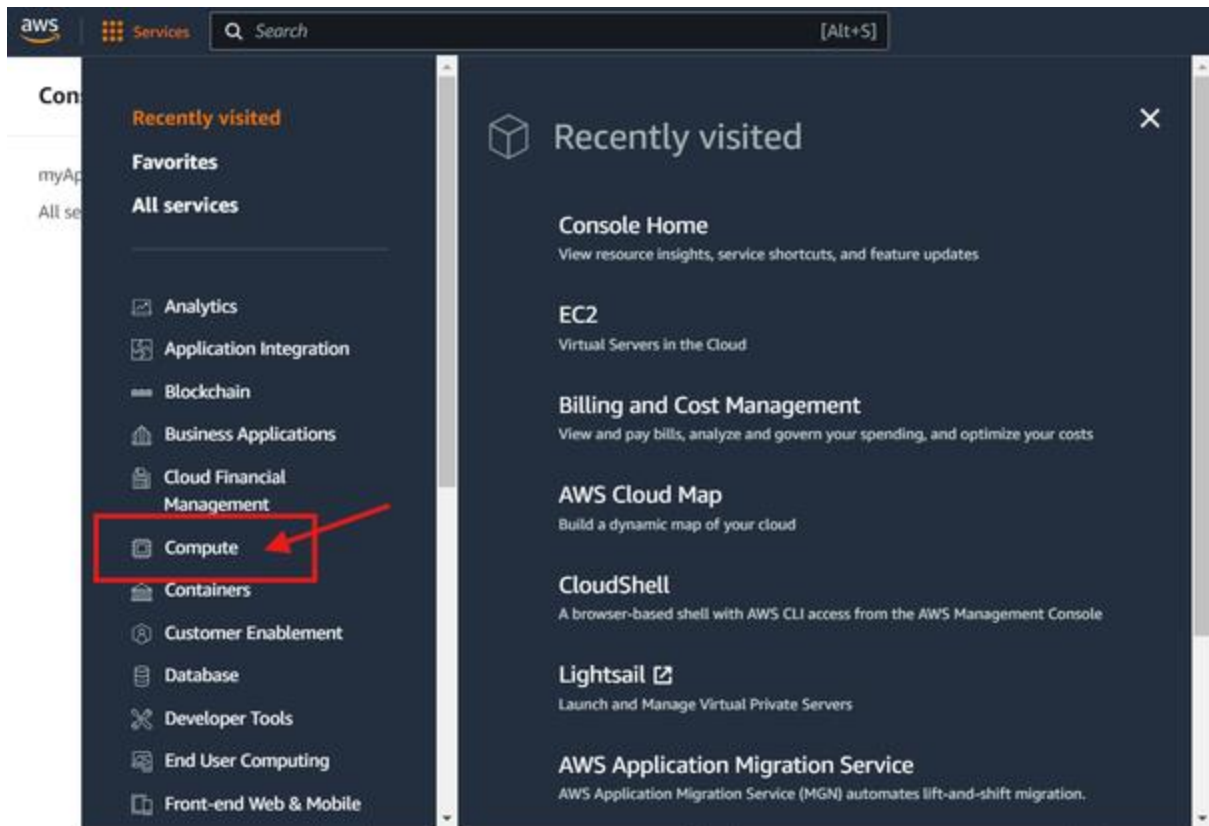 aws
Services
Search
[Alt+S]
Con
myAp
All se
Recently visited
Favorites
All services
Analytics
Application Integration
Blockchain
Business Applications
Cloud Financial
Management
Compute
Containers
Customer Enablement
Database
Developer Tools
End User Computing
Front-end Web & Mobile
Recently visited
Console Home
View resource insights, service shortcuts, and feature updates
EC2
Virtual Servers in the Cloud
Billing and Cost Management
View and pay bills, analyze and govern your spending, and optimize your costs
AWS Cloud Map
Build a dynamic map of your cloud
CloudShell
A browser-based shell with AWS CLI access from the AWS Management Console
Lightsail
Launch and Manage Virtual Private Servers
AWS Application Migration Service
AWS Application Migration Service (MGN) automates lift-and-shift migration.